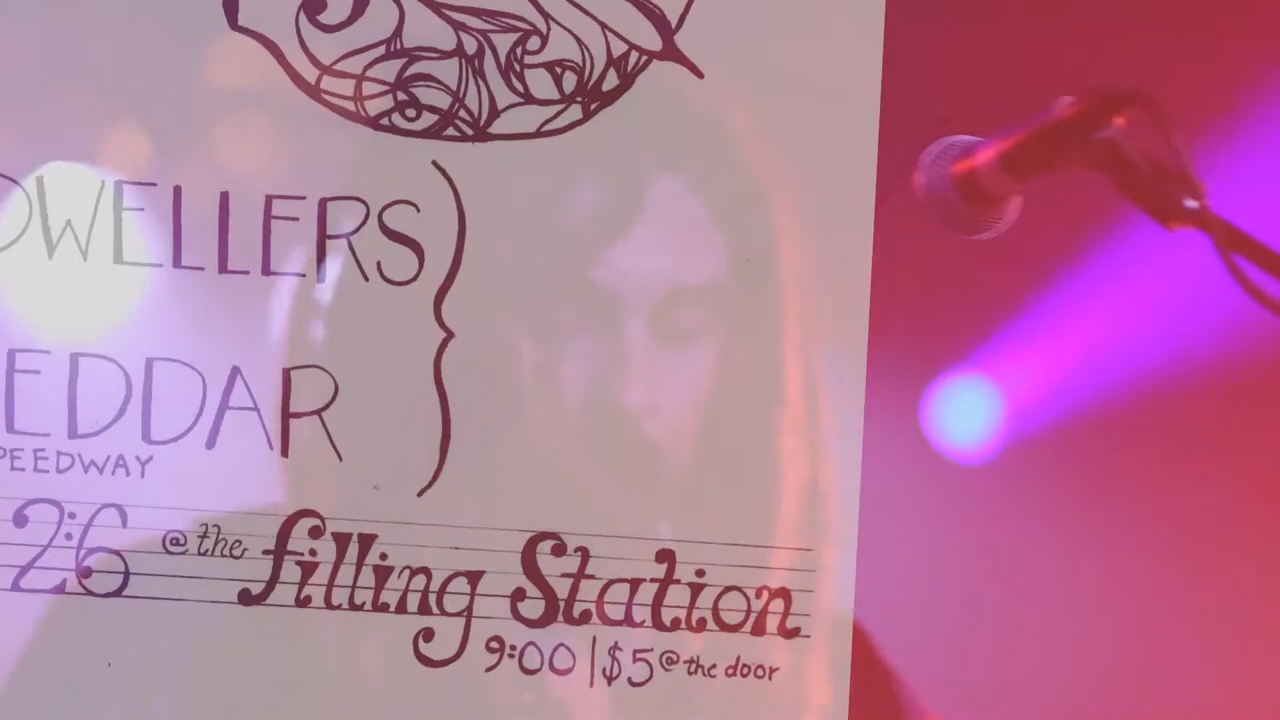 DWELLERS
EDDAR
PEEDWAY
26 @ the filling Station
9:00 | $5 @ the door